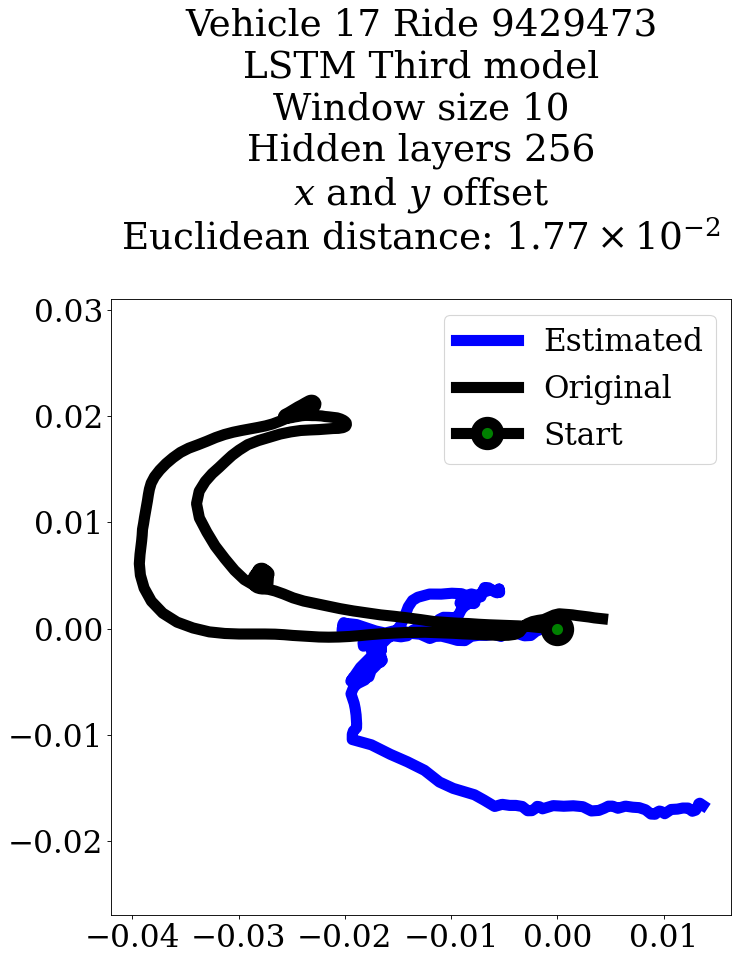 Vehicle 17 Ride 9429473
LSTM Third model
Window size 10
Hidden layers 256
x and y offset
Euclidean distance: 1.77 × 10⁻²
Estimated
Original
Start
0.03
0.02
0.01
0.00
−0.01
−0.02
−0.04 −0.03 −0.02 −0.01 0.00 0.01